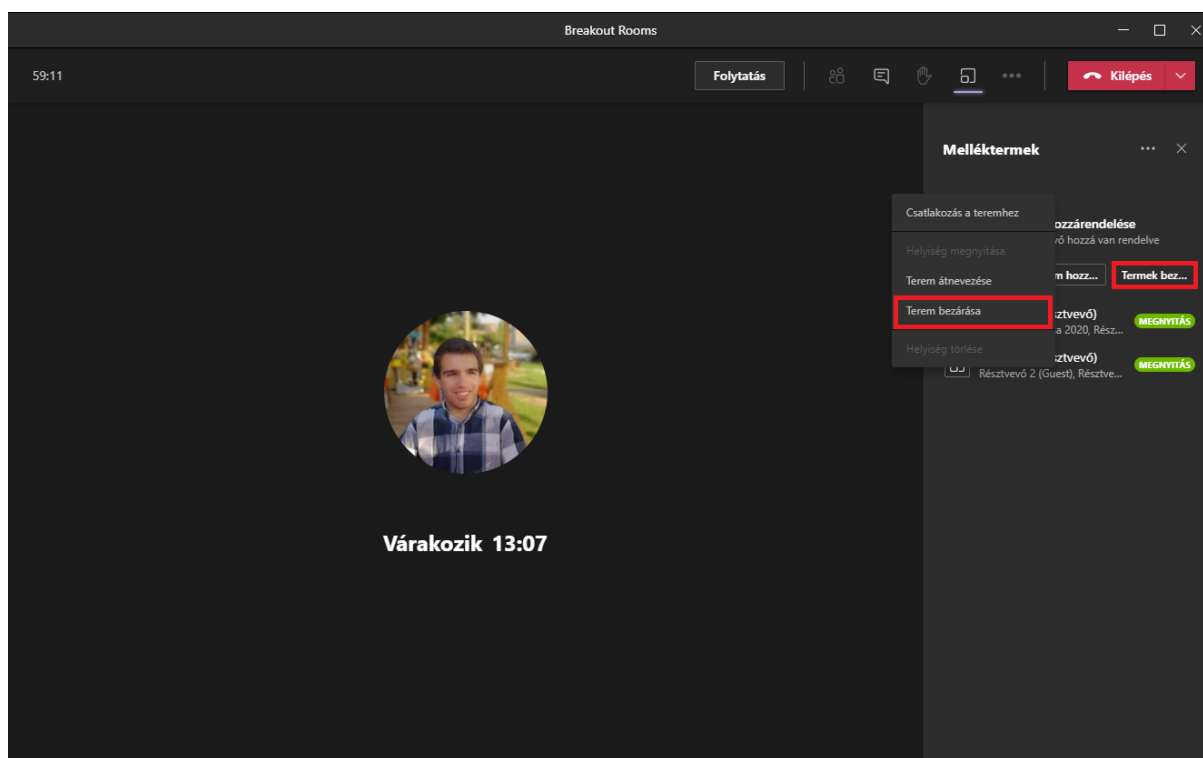 Breakout Rooms
59:11
Folytatás
Kilépés
Melléktermek
Csatlakozás a teremhez
Helyiség megnyitása
Terem átnevezése
Terem bezárása
Helyiség törlése
ozzárendelése
vő hozzá van rendelve
m hozz...
Termek bez...
sztvevő)
a 2020, Rész...
MEGNYITÁS
sztvevő)
Résztvevő 2 (Guest), Résztve...
MEGNYITÁS
Várakozik 13:07